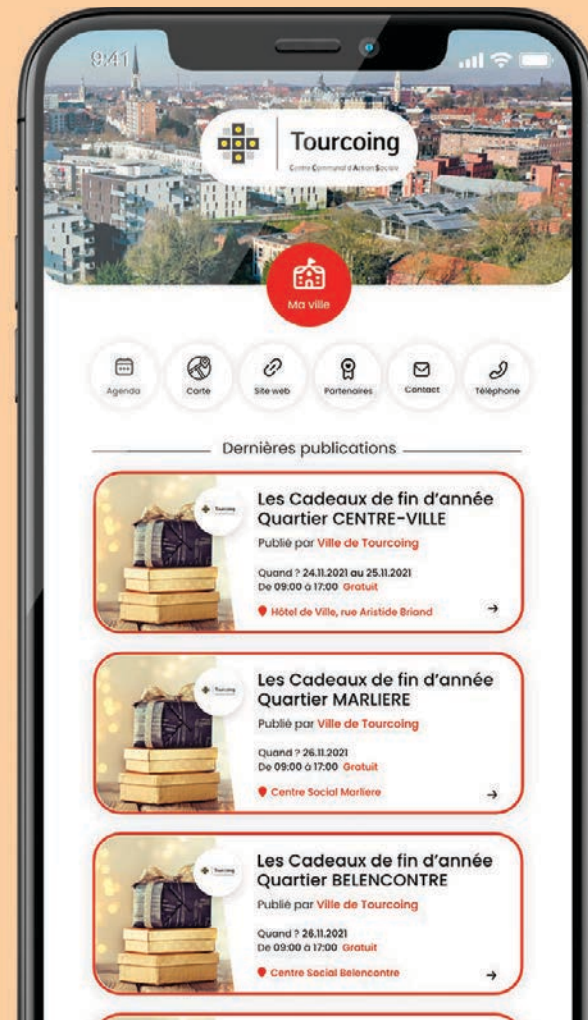 9:41
Tourcoing
Centre Communal d'Action Sociale
Ma ville
Agenda
Carte
Site web
Partenaires
Contact
Téléphone
Dernières publications
Tourcoing
Les Cadeaux de fin d'année
Quartier CENTRE-VILLE
Publié par Ville de Tourcoing
Quand ? 24.11.2021 au 25.11.2021
De 09:00 à 17:00 Gratuit
Hôtel de Ville, rue Aristide Briand
Tourcoing
Les Cadeaux de fin d'année
Quartier MARLIERE
Publié par Ville de Tourcoing
Quand ? 26.11.2021
De 09:00 à 17:00 Gratuit
Centre Social Marliere
Tourcoing
Les Cadeaux de fin d'année
Quartier BELENCONTRE
Publié par Ville de Tourcoing
Quand ? 26.11.2021
De 09:00 à 17:00 Gratuit
Centre Social Belencontre